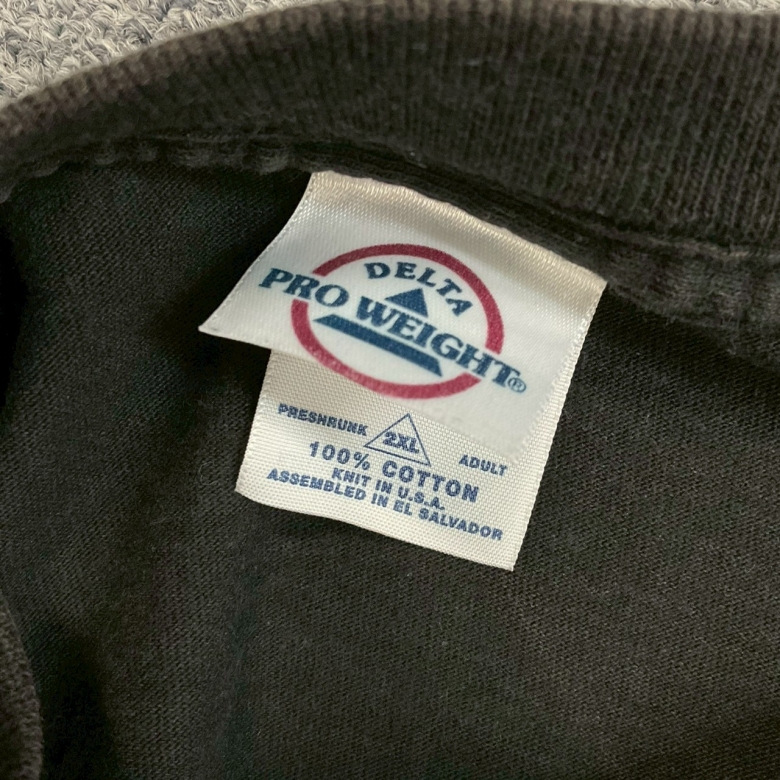 DELTA
PRO WEIGHT®
PRESHRUNK
2XL
ADULT
100% COTTON
KNIT IN U.S.A.
ASSEMBLED IN EL SALVADOR